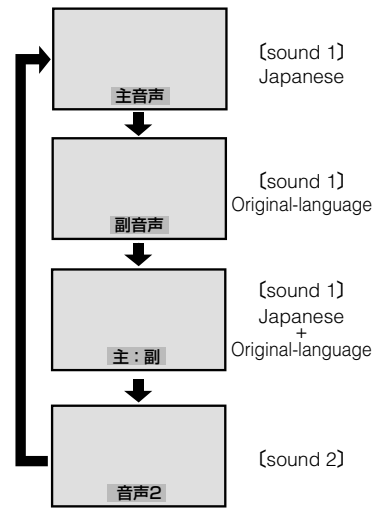 主音声
〔sound 1〕
Japanese
副音声
〔sound 1〕
Original-language
主：副
〔sound 1〕
Japanese
+
Original-language
音声2
〔sound 2〕